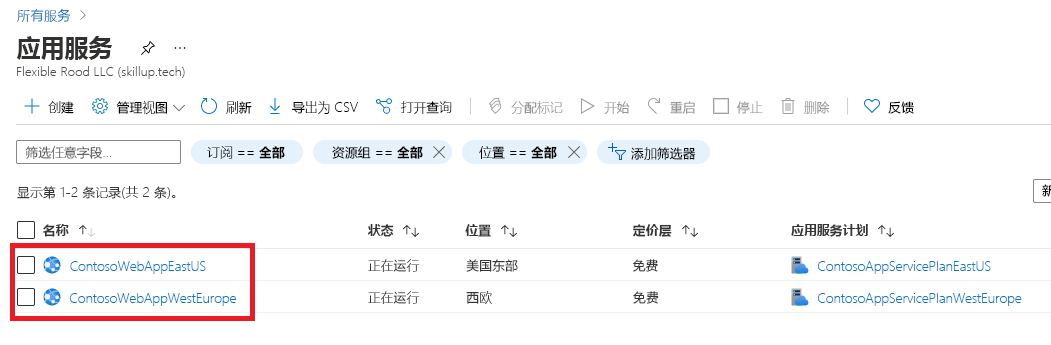 所有服务
应用服务 ...
Flexible Rood LLC (skillup.tech)
创建 管理视图 刷新 导出为 CSV 打开查询 分配标记 开始 重启 停止 删除 反馈
筛选任意字段... 订阅 == 全部 资源组 == 全部 位置 == 全部 添加筛选器
显示第 1-2 条记录(共 2 条)。
名称 状态 位置 定价层 应用服务计划
ContosoWebAppEastUS 正在运行 美国东部 免费 ContosoAppServicePlanEastUS
ContosoWebAppWestEurope 正在运行 西欧 免费 ContosoAppServicePlanWestEurope